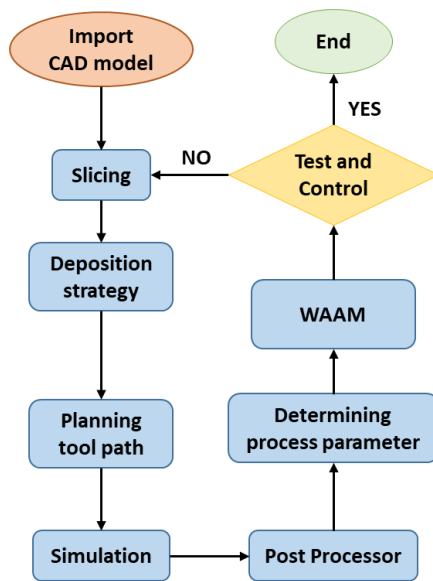 Import
CAD model
Slicing
Deposition
strategy
Planning
tool path
Simulation
Post Processor
Determining
process parameter
WAAM
Test and
Control
NO
YES
End